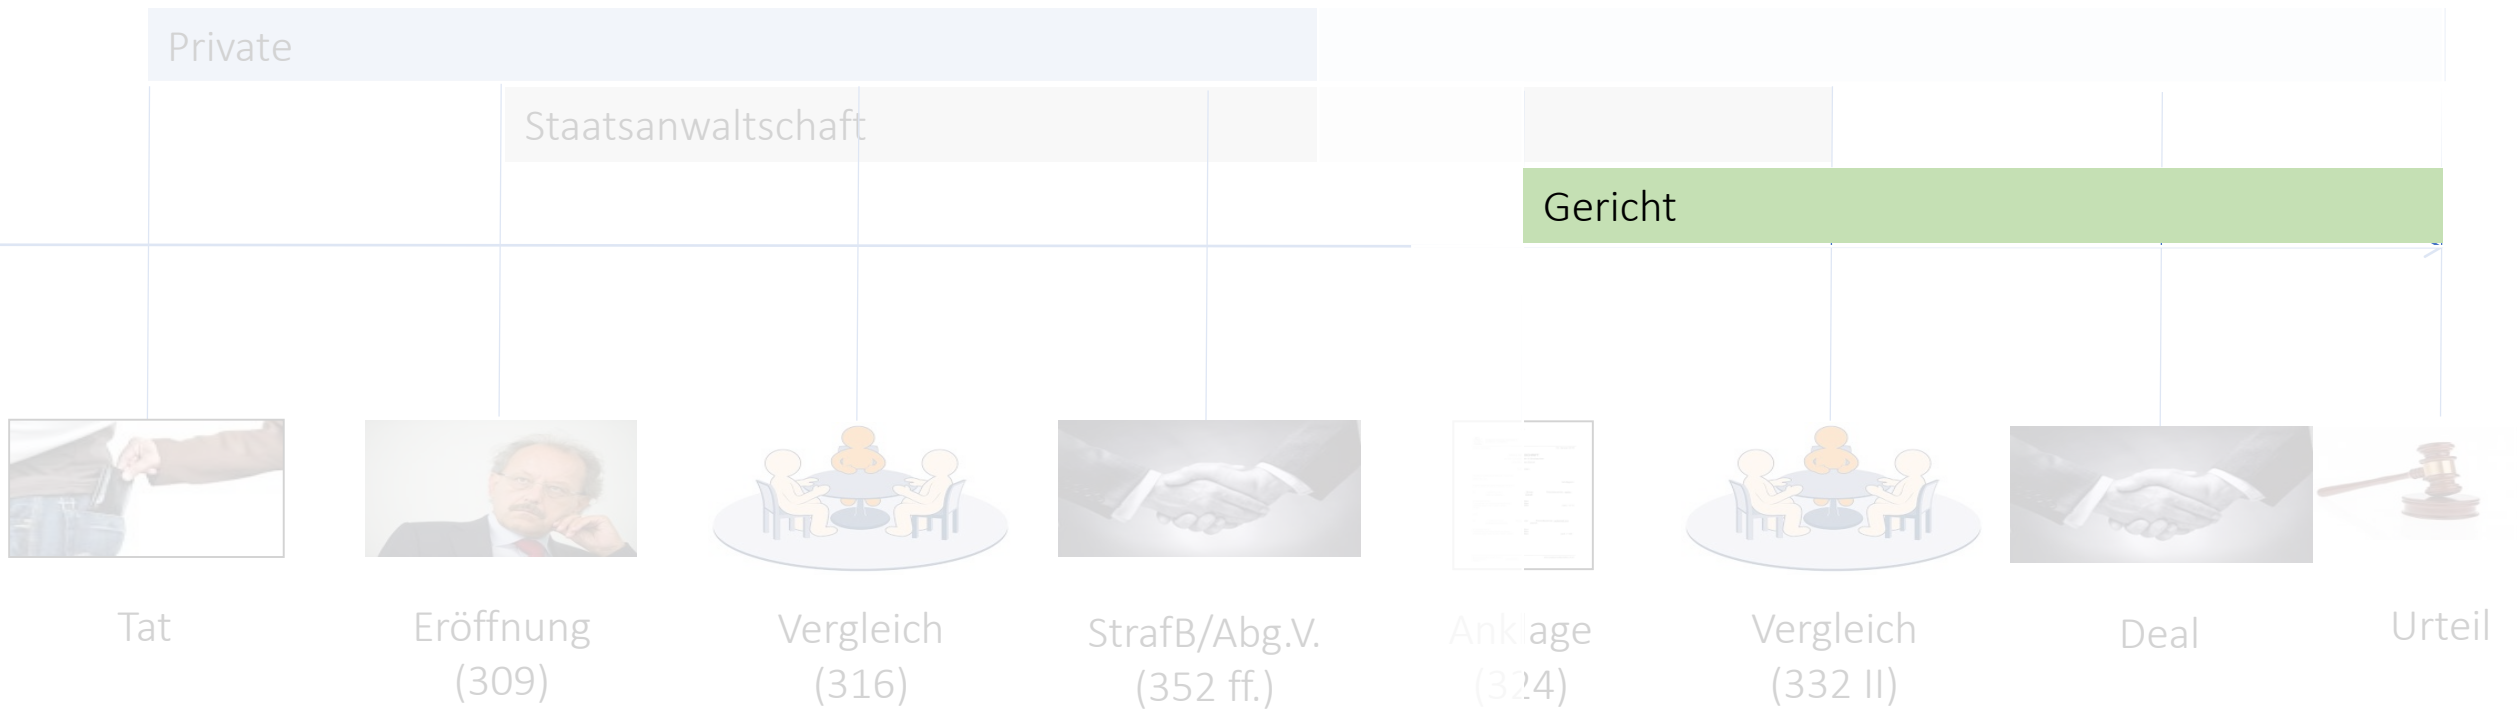 Private
Staatsanwaltschaft
Gericht
Tat
Eröffnung
(309)
Vergleich
(316)
StrafB/Abg.V.
(352 ff.)
Anklage
(324)
Vergleich
(332 II)
Deal
Urteil